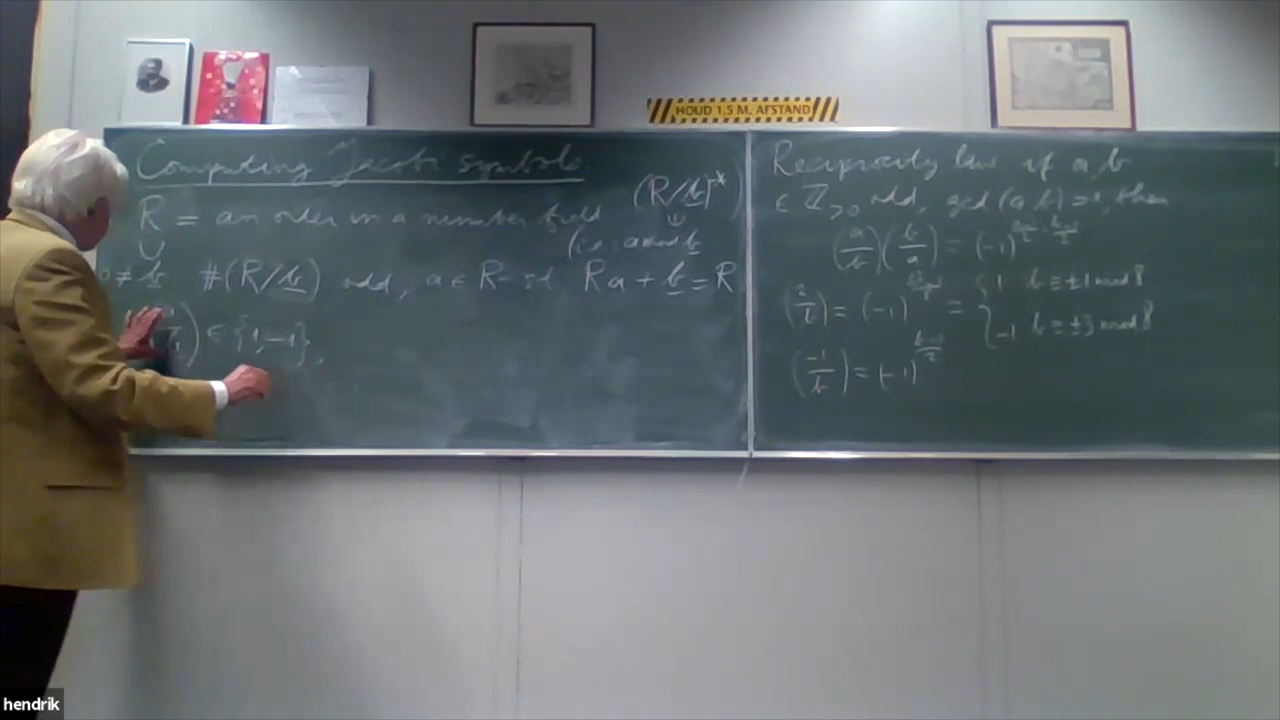 HOUD 1,5 M. AFSTAND
Computing Jacobi symbols
R = an order in a number field (R/b)*
∪
(i.e. a mod b
0 ≠ b #(R/b) odd, a ∈ R s.t. Ra + b = R
) ∈ {1, -1},
Reciprocity law if a, b
∈ Z>0 odd, gcd(a, b) = 1, then
(a/b)(b/a) = (-1)^((a-1)/2 · (b-1)/2)
(2/b) = (-1)^((b²-1)/8) = { 1 b ≡ ±1 mod 8
-1 b ≡ ±3 mod 8
(-1/b) = (-1)^((b-1)/2)
hendrik